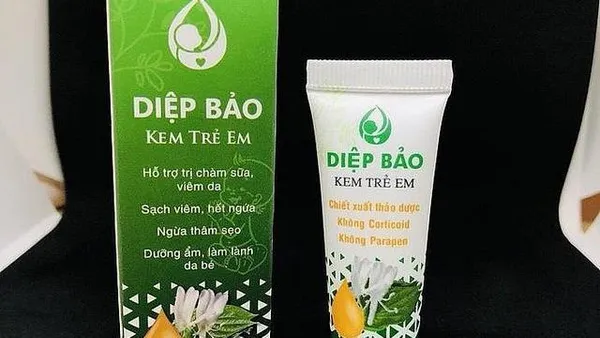 DIỆP BẢO
KEM TRẺ EM
Hỗ trợ trị chàm sữa,
viêm da
Sạch viêm, hết ngứa
Ngừa thâm sẹo
Dưỡng ẩm, làm lành
da bé
DIỆP BẢO
KEM TRẺ EM
Chiết xuất thảo dược
Không Corticoid
Không Parapen